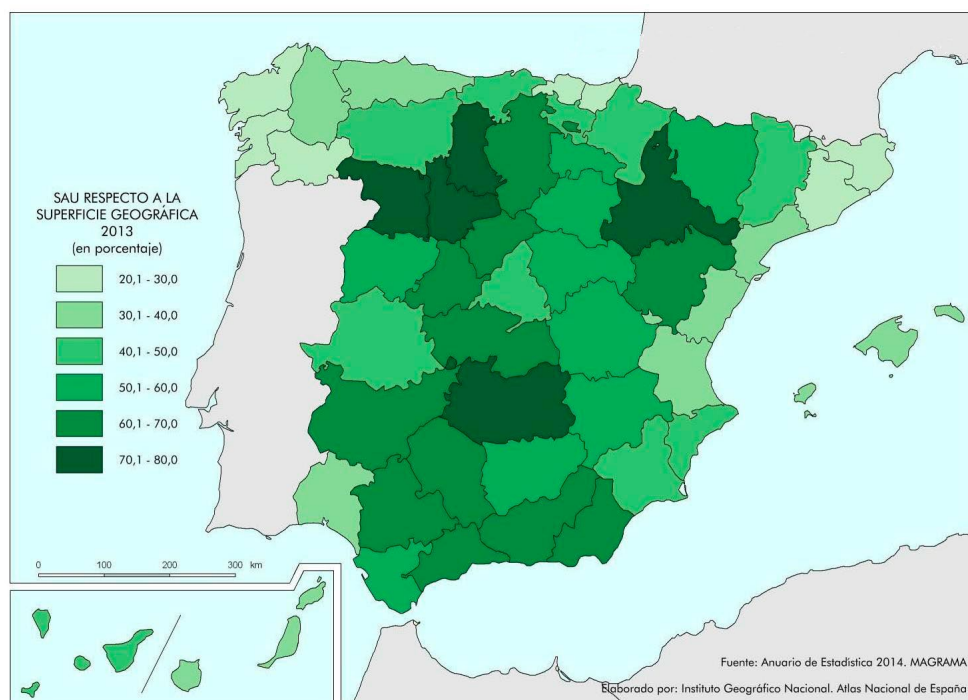 SAU RESPECTO A LA
SUPERFICIE GEOGRÁFICA
2013
(en porcentaje)
20,1 - 30,0
30,1 - 40,0
40,1 - 50,0
50,1 - 60,0
60,1 - 70,0
70,1 - 80,0
0 100 200 300 km
Fuente: Anuario de Estadística 2014. MAGRAMA
Elaborado por: Instituto Geográfico Nacional. Atlas Nacional de España